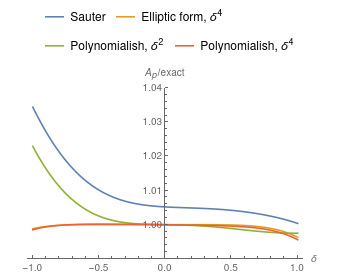 Sauter Elliptic form, δ⁴
Polynomialish, δ² Polynomialish, δ⁴
Aₚ/exact
1.04
1.03
1.02
1.01
1.00
-1.0 -0.5 0.0 0.5 1.0 δ